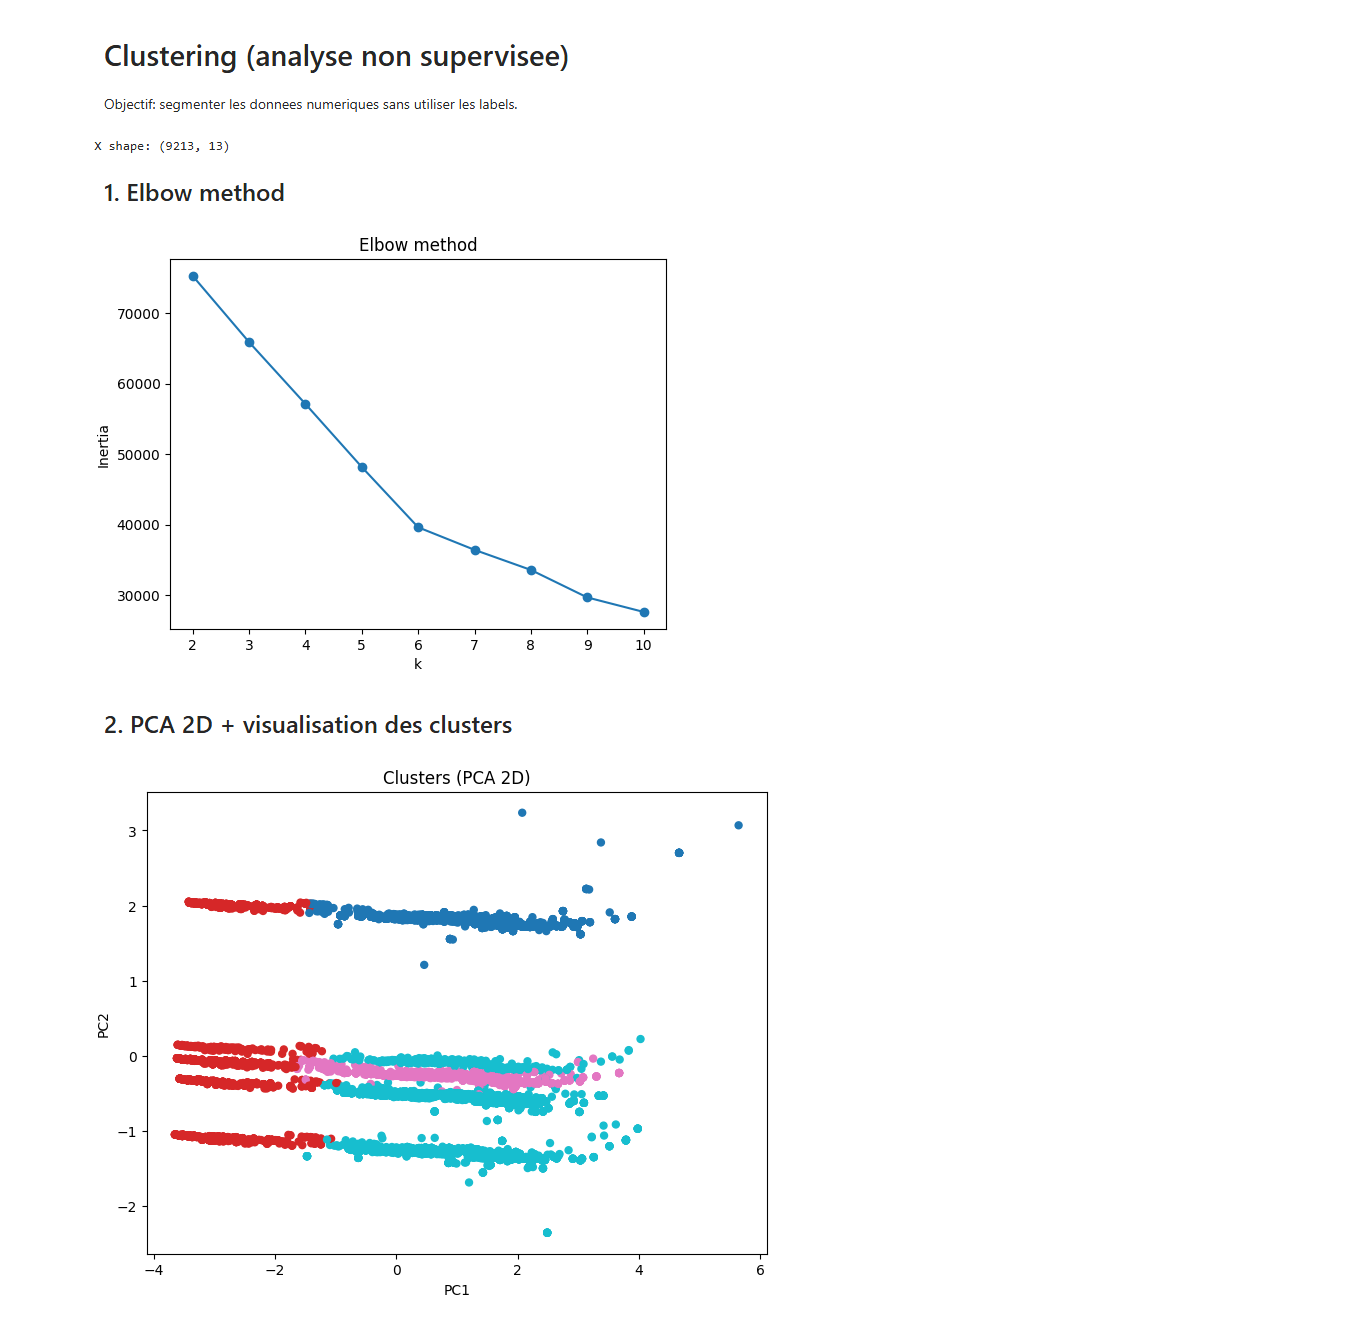 Clustering (analyse non supervisee)
Objectif: segmenter les donnees numeriques sans utiliser les labels.
X shape: (9213, 13)
1. Elbow method
Elbow method
70000
60000
50000
40000
30000
Inertia
2 3 4 5 6 7 8 9 10
k
2. PCA 2D + visualisation des clusters
Clusters (PCA 2D)
3
2
1
0
−1
−2
PC2
−4 −2 0 2 4 6
PC1